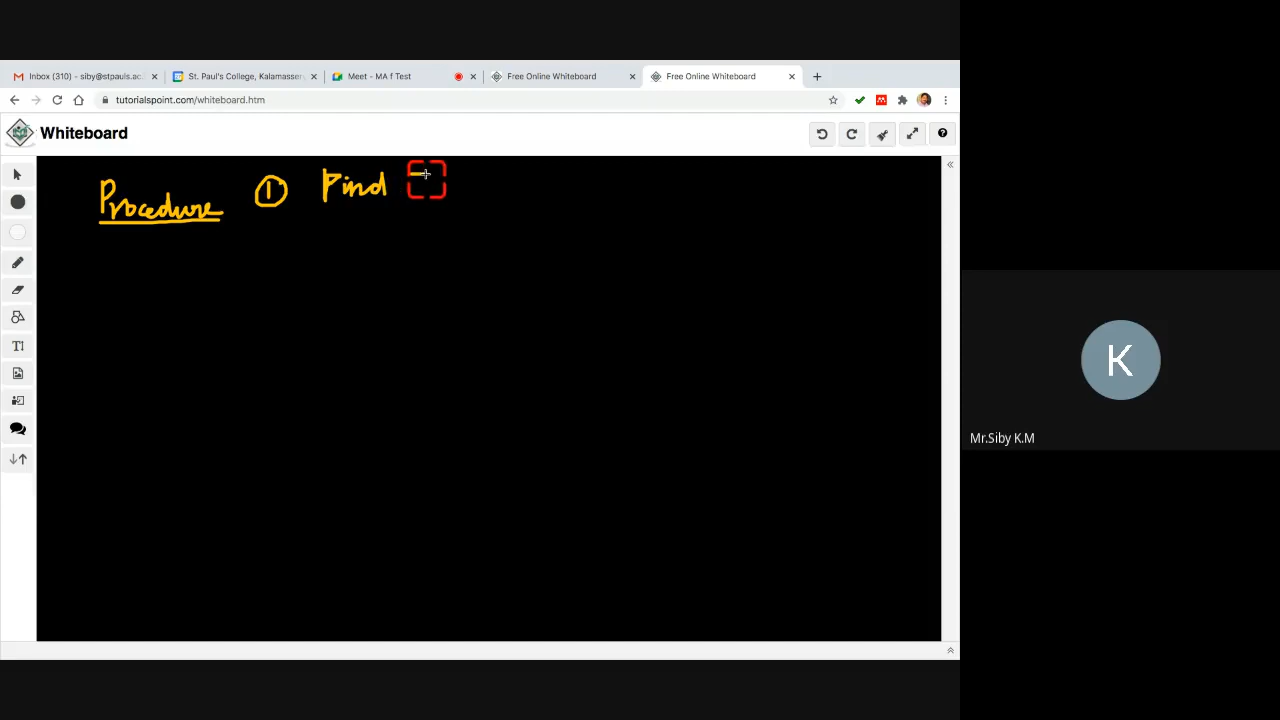 Inbox (310) - siby@stpauls.ac. St. Paul's College, Kalamasser Meet - MA f Test Free Online Whiteboard Free Online Whiteboard
tutorialspoint.com/whiteboard.htm
Whiteboard
Procedure ① Find
K
Mr.Siby K.M